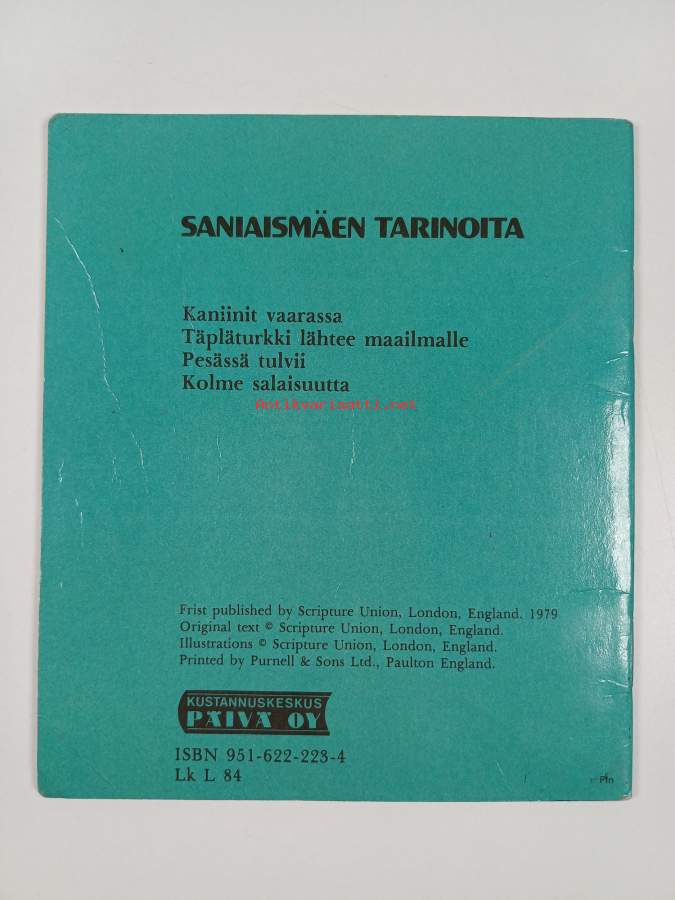 SANIAISMÄEN TARINOITA
Kaniinit vaarassa
Täpläturkki lähtee maailmalle
Pesässä tulvii
Kolme salaisuutta
Antikvariaatti.net
Frist published by Scripture Union, London, England. 1979
Original text © Scripture Union, London, England.
Illustrations © Scripture Union, London, England.
Printed by Purnell & Sons Ltd., Paulton England.
KUSTANNUSKESKUS
PÄIVÄ OY
ISBN 951-622-223-4
Lk L 84